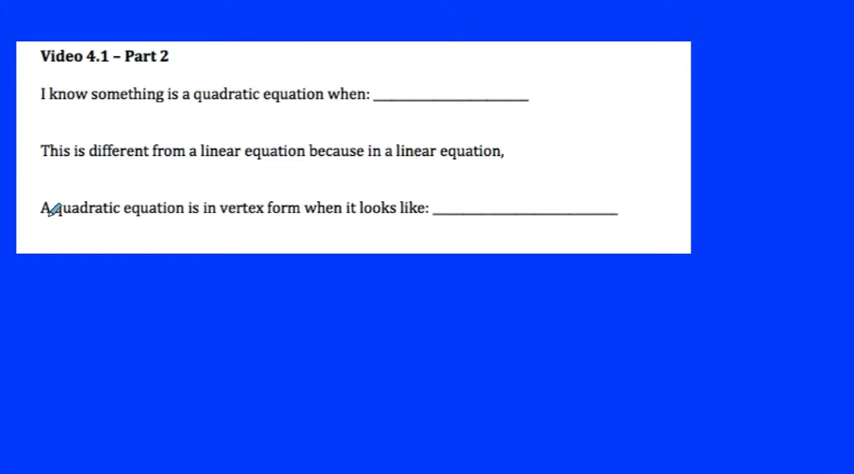 Video 4.1 – Part 2
I know something is a quadratic equation when: ____________________
This is different from a linear equation because in a linear equation,
A quadratic equation is in vertex form when it looks like: ________________________